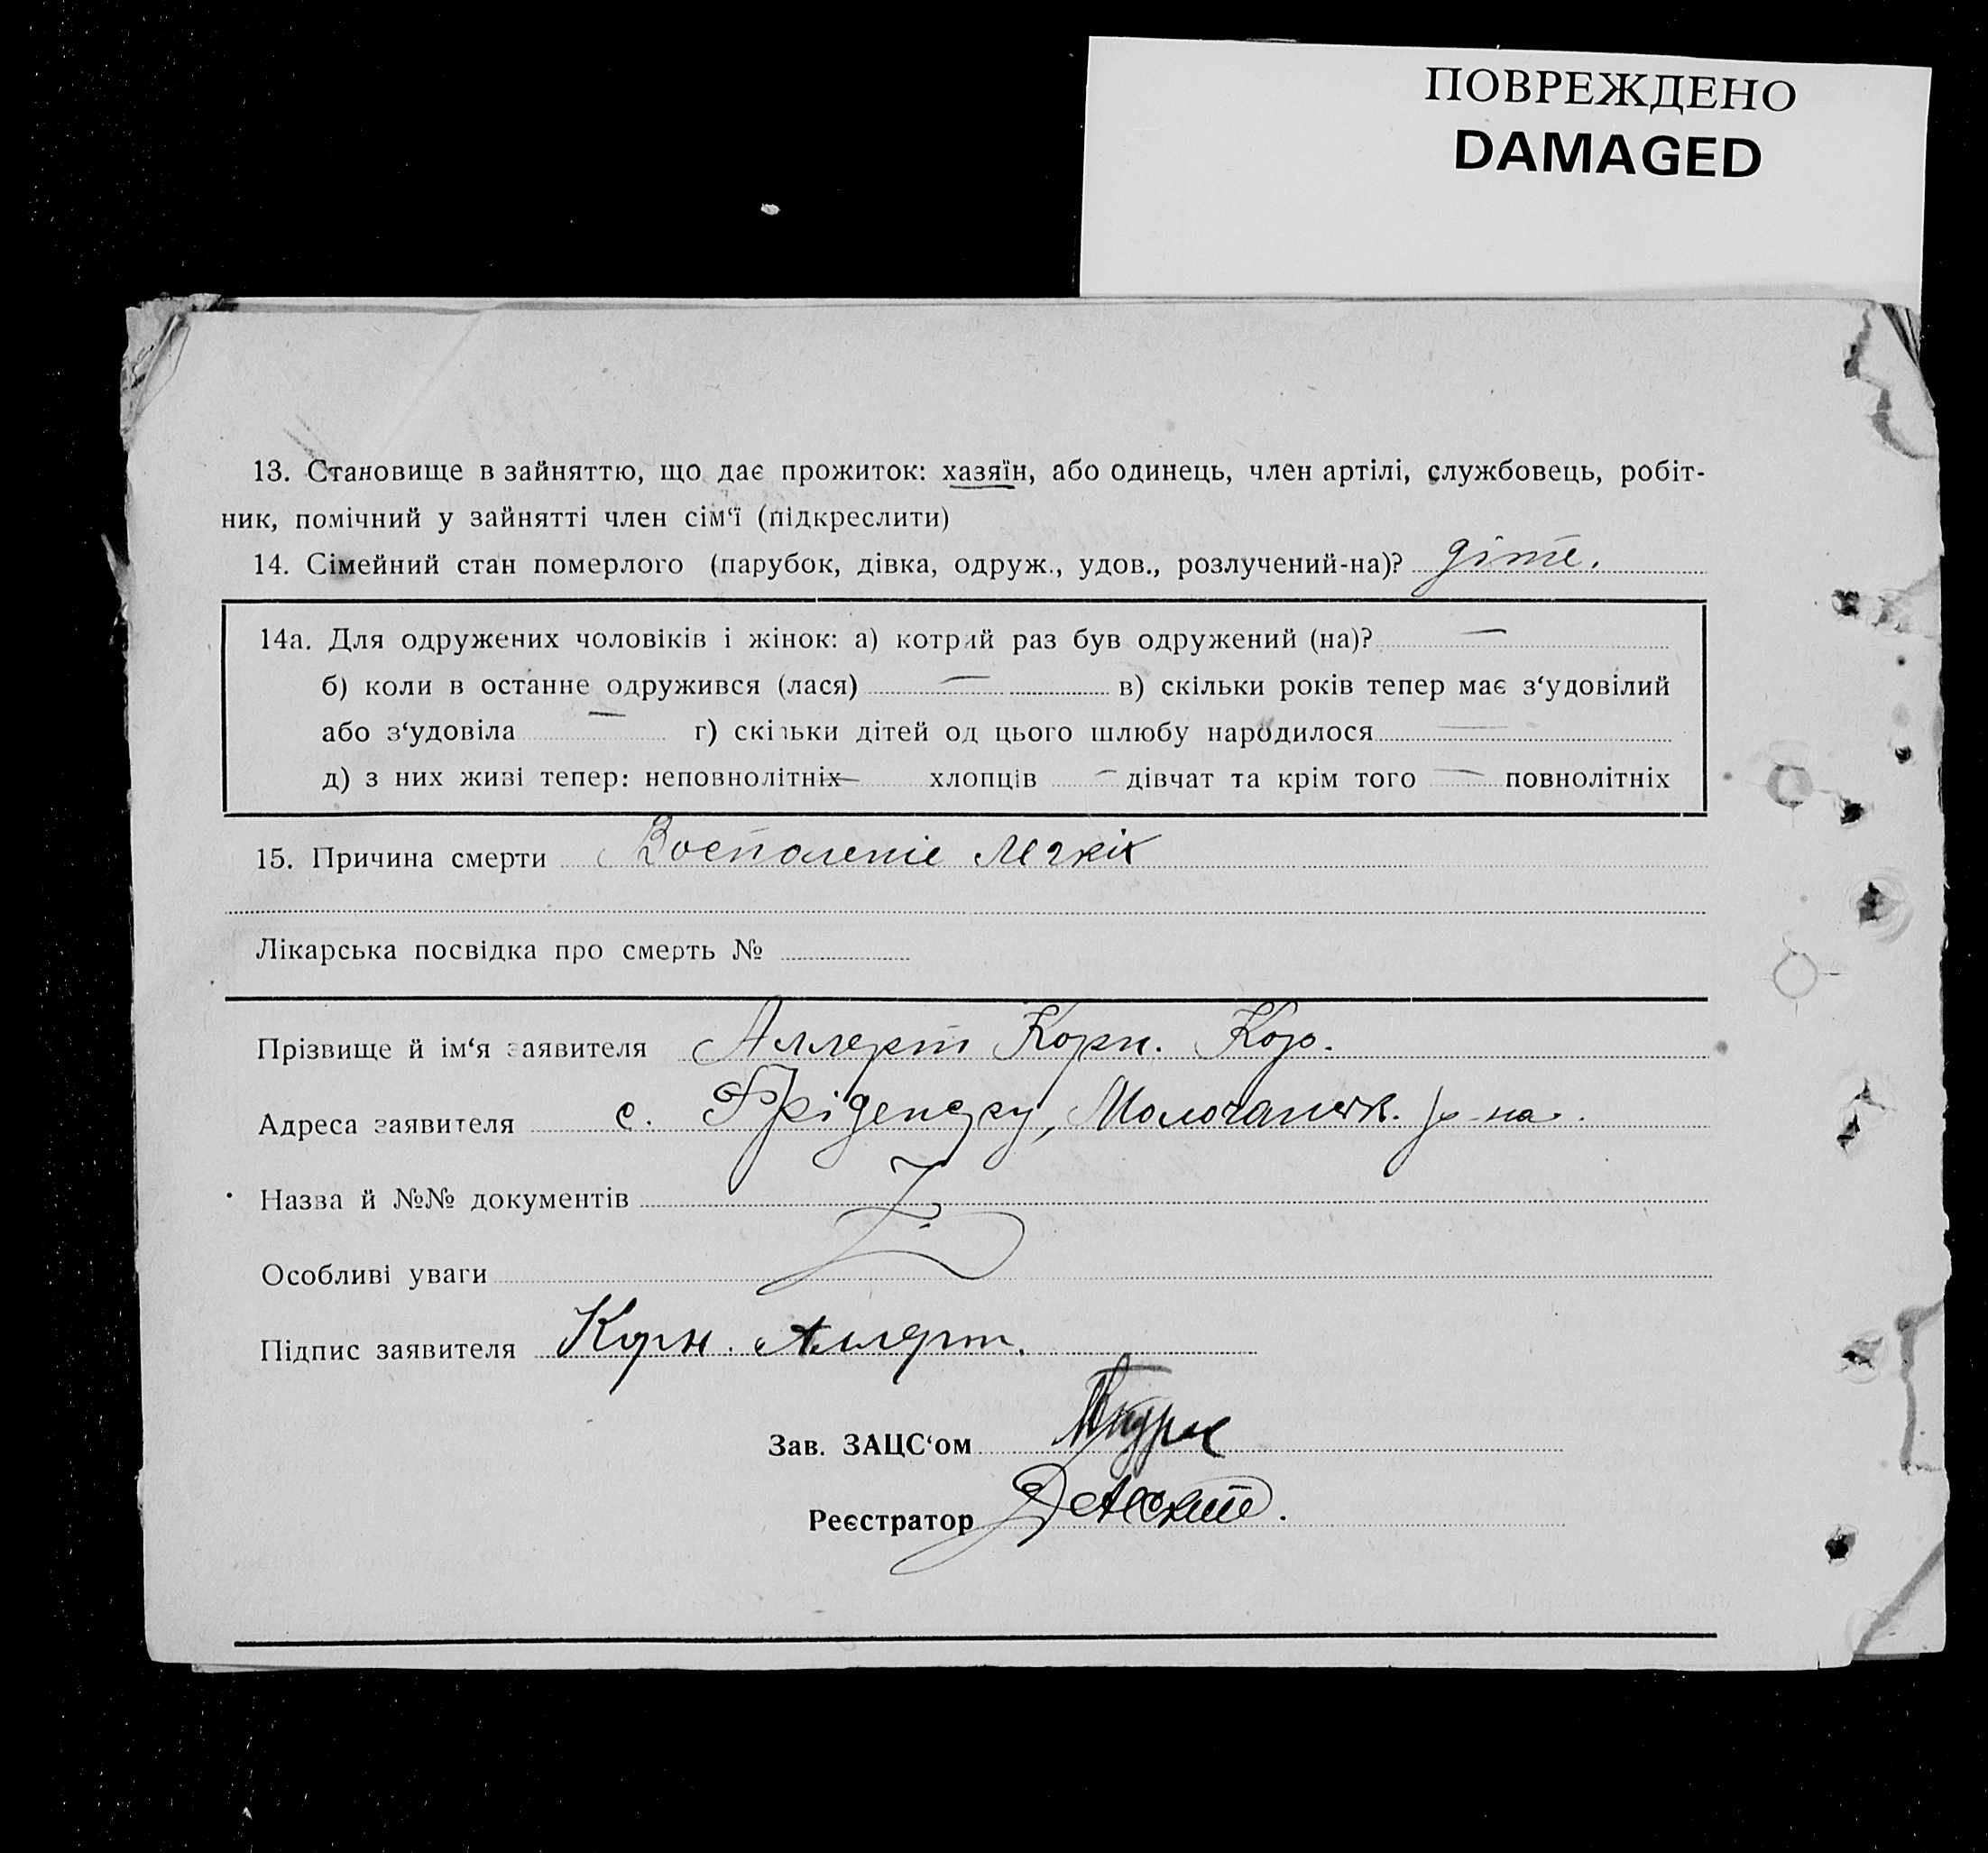 ПОВРЕЖДЕНО
DAMAGED
13. Становище в зайняттю, що дає прожиток: хазяїн, або одинець, член артілі, службовець, робіт-
ник, помічний у зайнятті член сім‘ї (підкреслити)
14. Сімейний стан померлого (парубок, дівка, одруж., удов., розлучений-на)? діте.
14а. Для одружених чоловіків і жінок: а) котрий раз був одружений (на)? —
б) коли в останне одружився (лася) — в) скільки років тепер має з‘удовілий
або з‘удовіла — г) скільки дітей од цього шлюбу народилося —
д) з них живі тепер: неповнолітніх — хлопців — дівчат та крім того — повнолітніх
15. Причина смерти Воспаленіе Легкіх
Лікарська посвідка про смерть №
Прізвище й ім‘я заявителя Аллерт Корн. Кор.
Адреса заявителя с. Фріденсру, Молочанск. р-на.
Назва й №№ документів
Особливі уваги
Підпис заявителя Корн. Аллерт.
Зав. ЗАЦС‘ом
Реєстратор